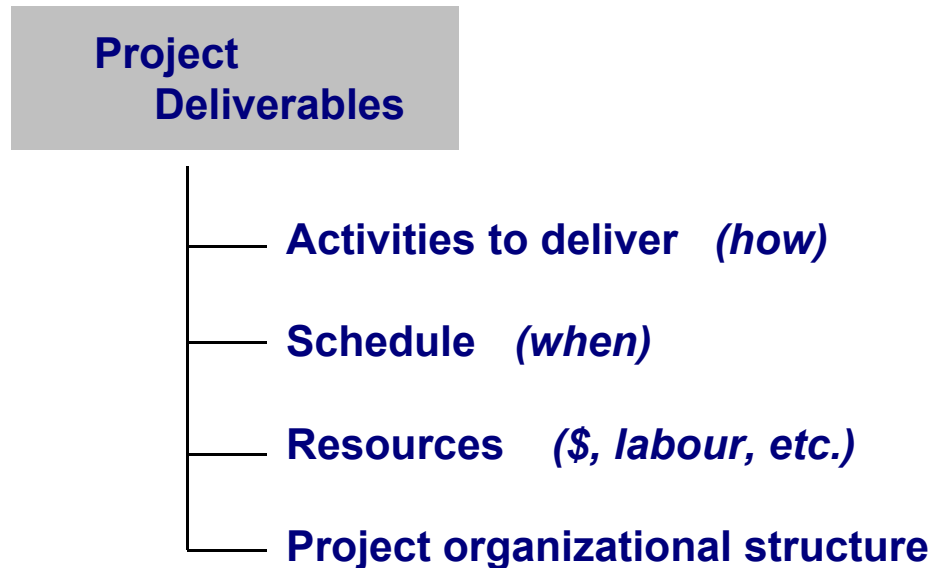 Project
Deliverables
Activities to deliver (how)
Schedule (when)
Resources ($, labour, etc.)
Project organizational structure